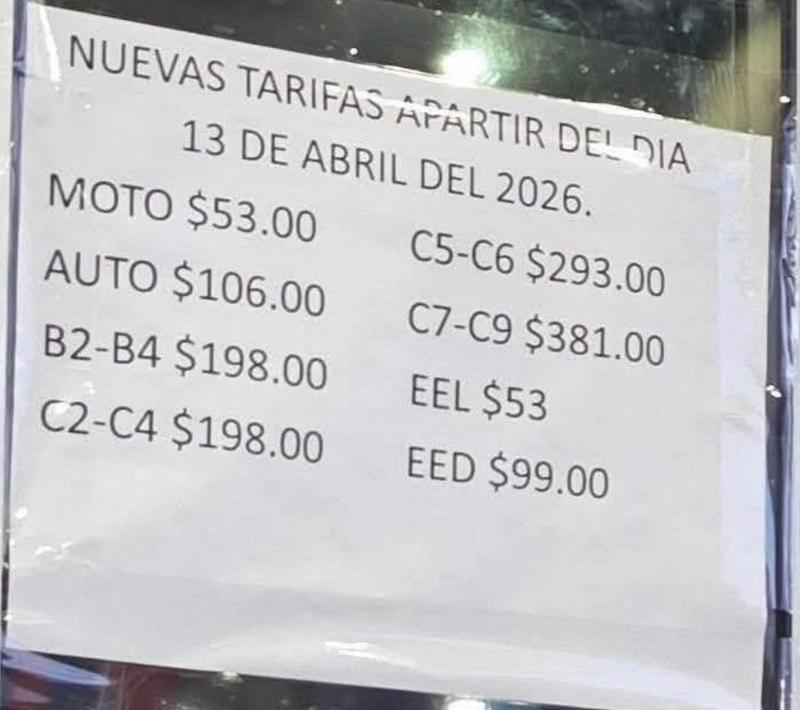 NUEVAS TARIFAS APARTIR DEL DIA
13 DE ABRIL DEL 2026.
MOTO $53.00
AUTO $106.00
B2-B4 $198.00
C2-C4 $198.00
C5-C6 $293.00
C7-C9 $381.00
EEL $53
EED $99.00